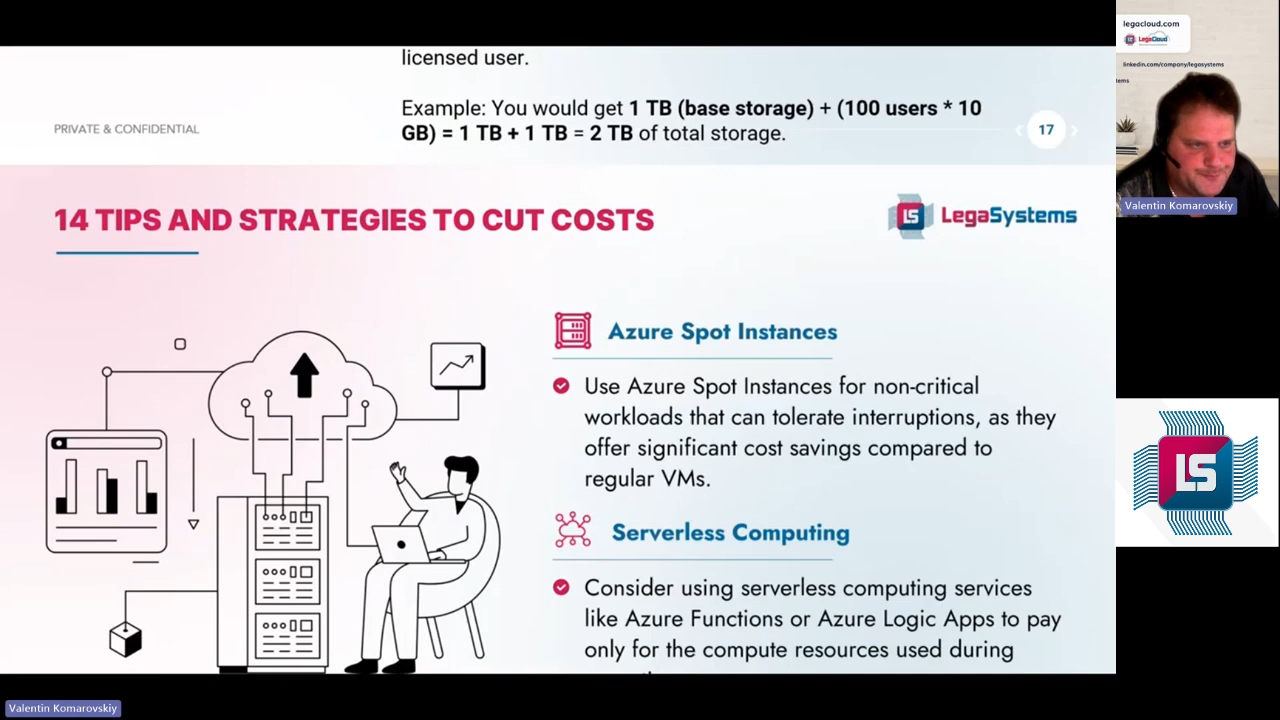 licensed user.
Example: You would get 1 TB (base storage) + (100 users * 10
GB) = 1 TB + 1 TB = 2 TB of total storage.
PRIVATE & CONFIDENTIAL
17
14 TIPS AND STRATEGIES TO CUT COSTS
LS LegaSystems
Azure Spot Instances
Use Azure Spot Instances for non-critical
workloads that can tolerate interruptions, as they
offer significant cost savings compared to
regular VMs.
Serverless Computing
Consider using serverless computing services
like Azure Functions or Azure Logic Apps to pay
only for the compute resources used during
legacloud.com
LegaCloud
linkedin.com/company/legasystems
tems
Valentin Komarovskiy
LS
Valentin Komarovskiy